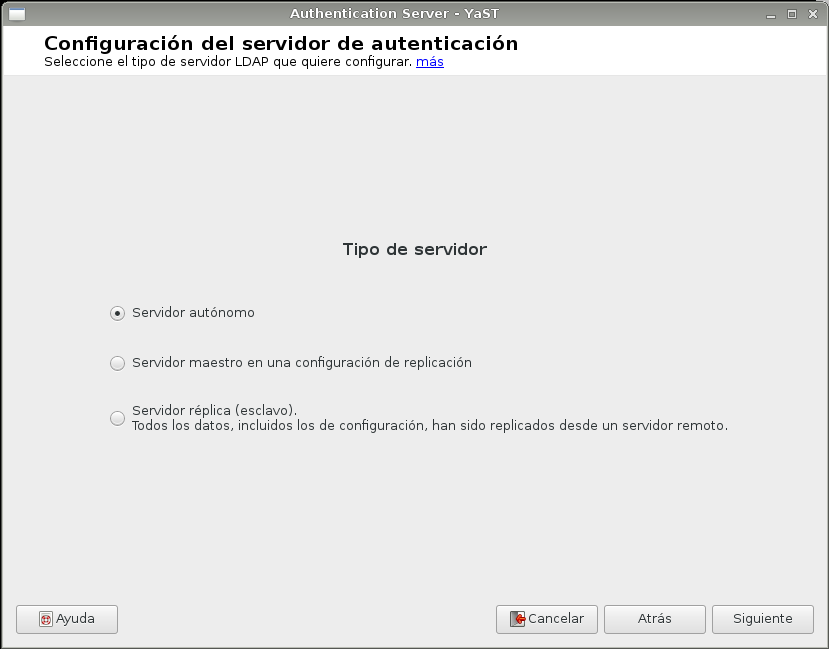 Authentication Server - YaST
Configuración del servidor de autenticación
Seleccione el tipo de servidor LDAP que quiere configurar. más
Tipo de servidor
Servidor autónomo
Servidor maestro en una configuración de replicación
Servidor réplica (esclavo).
Todos los datos, incluidos los de configuración, han sido replicados desde un servidor remoto.
Ayuda
Cancelar
Atrás
Siguiente